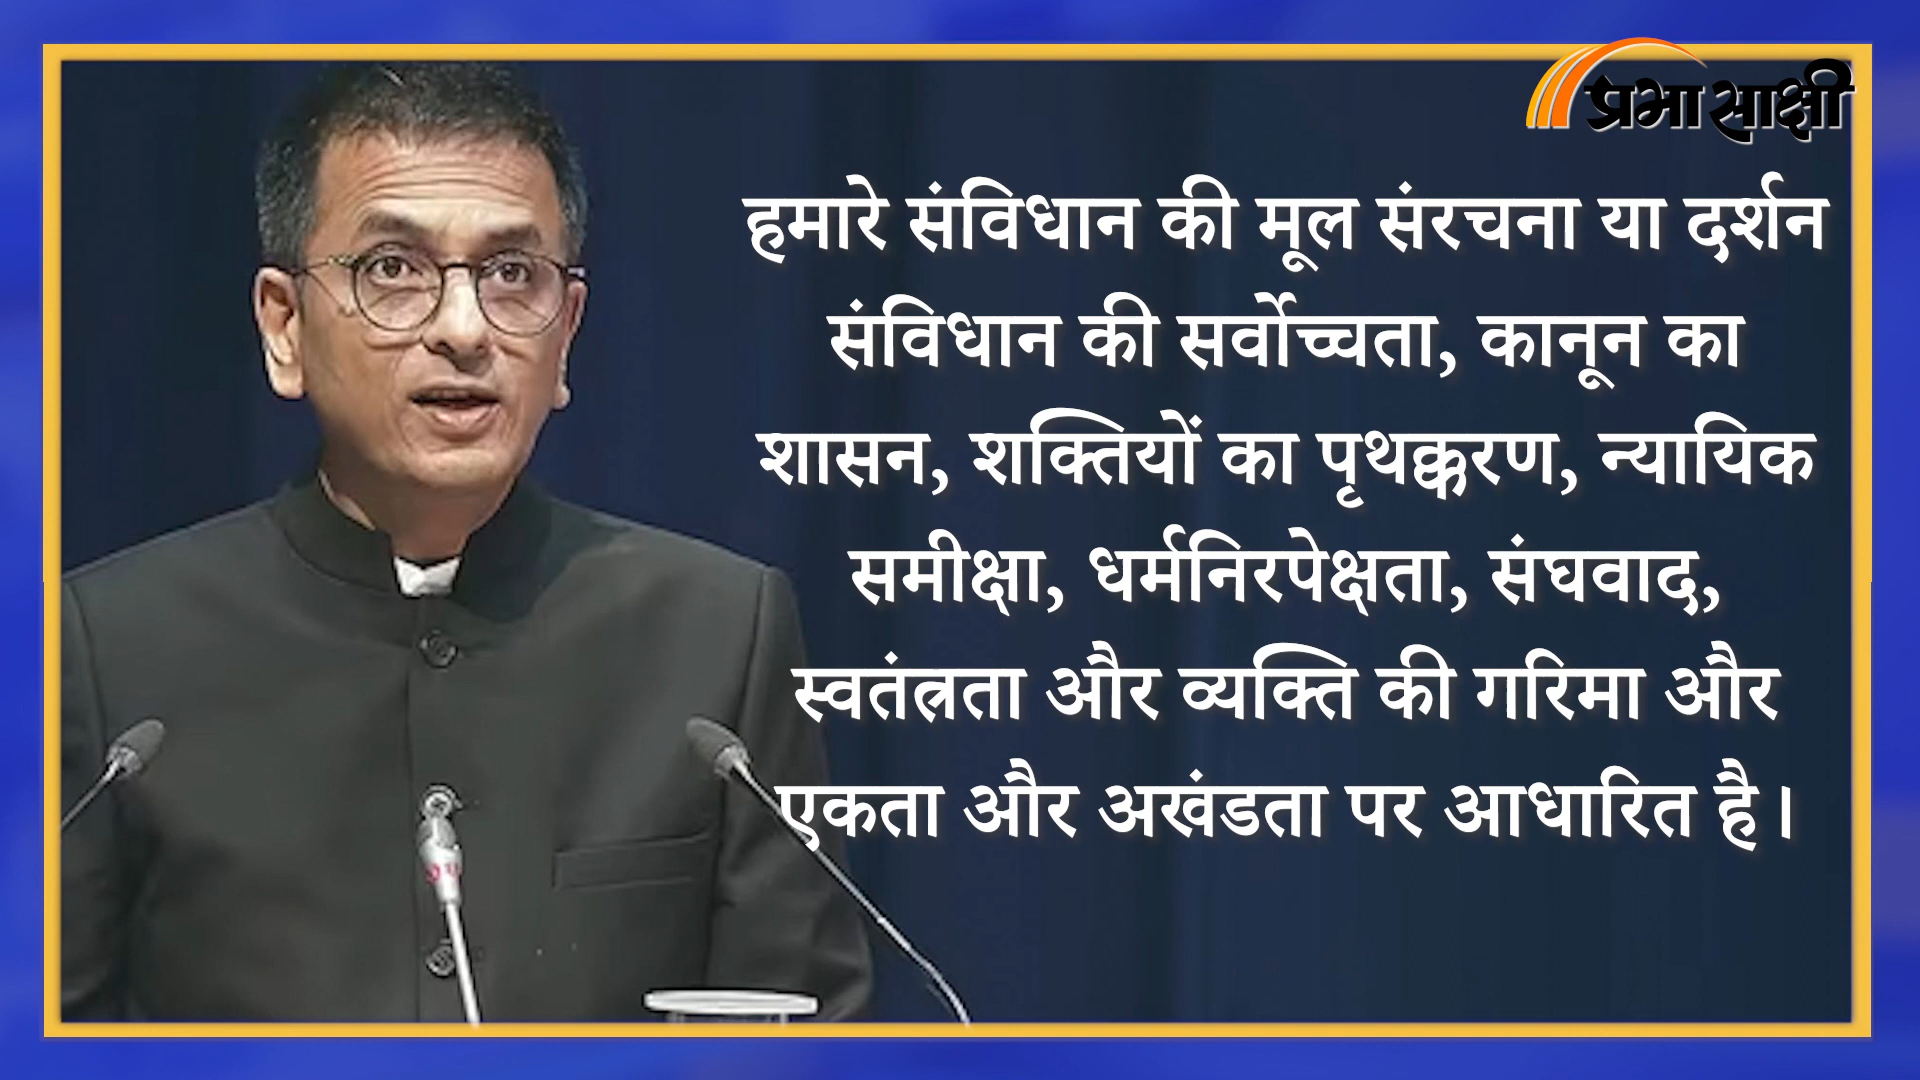 प्रभासाक्षी
हमारे संविधान की मूल संरचना या दर्शन
संविधान की सर्वोच्चता, कानून का
शासन, शक्तियों का पृथक्करण, न्यायिक
समीक्षा, धर्मनिरपेक्षता, संघवाद,
स्वतंत्रता और व्यक्ति की गरिमा और
एकता और अखंडता पर आधारित है।